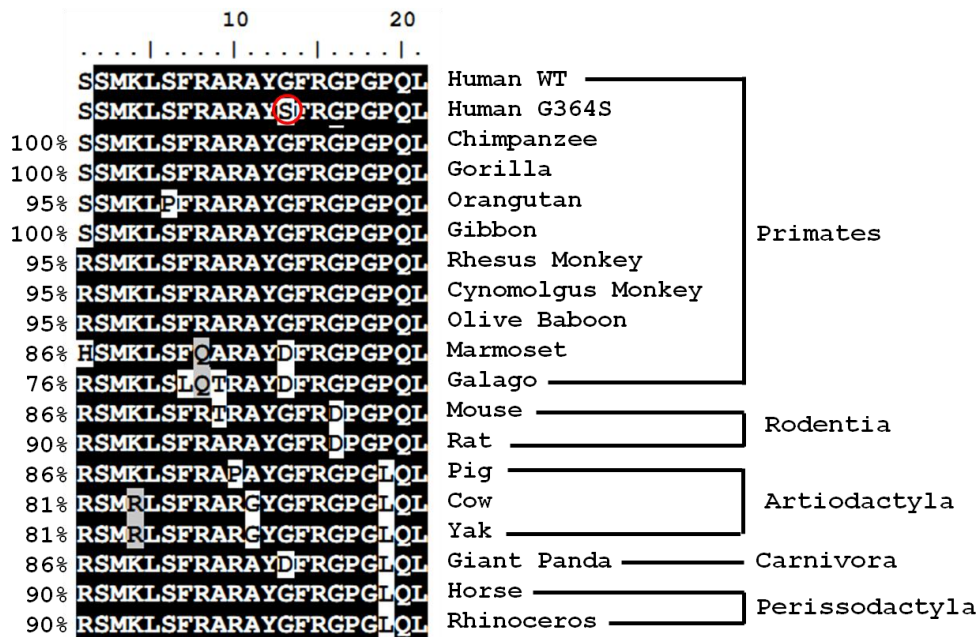 10 20
....|....|....|....|.
SSMKLSFRARAYGFRGPGPQL Human WT
SSMKLSFRARAYSFRGPGPQL Human G364S
100% SSMKLSFRARAYGFRGPGPQL Chimpanzee
100% SSMKLSFRARAYGFRGPGPQL Gorilla
95% SSMKLPFRARAYGFRGPGPQL Orangutan
100% SSMKLSFRARAYGFRGPGPQL Gibbon
Primates
95% RSMKLSFRARAYGFRGPGPQL Rhesus Monkey
95% RSMKLSFRARAYGFRGPGPQL Cynomolgus Monkey
95% RSMKLSFRARAYGFRGPGPQL Olive Baboon
86% HSMKLSFQARAYDFRGPGPQL Marmoset
76% RSMKLSLQTRAYDFRGPGPQL Galago
86% RSMKLSFRTRAYGFRDPGPQL Mouse
Rodentia
90% RSMKLSFRARAYGFRDPGPQL Rat
86% RSMKLSFRAPAYGFRGPGLQL Pig
81% RSMRLSFRARGYGFRGPGLQL Cow Artiodactyla
81% RSMRLSFRARGYGFRGPGLQL Yak
86% RSMKLSFRARAYDFRGPGLQL Giant Panda Carnivora
90% RSMKLSFRARAYGFRGPGLQL Horse
Perissodactyla
90% RSMKLSFRARAYGFRGPGLQL Rhinoceros